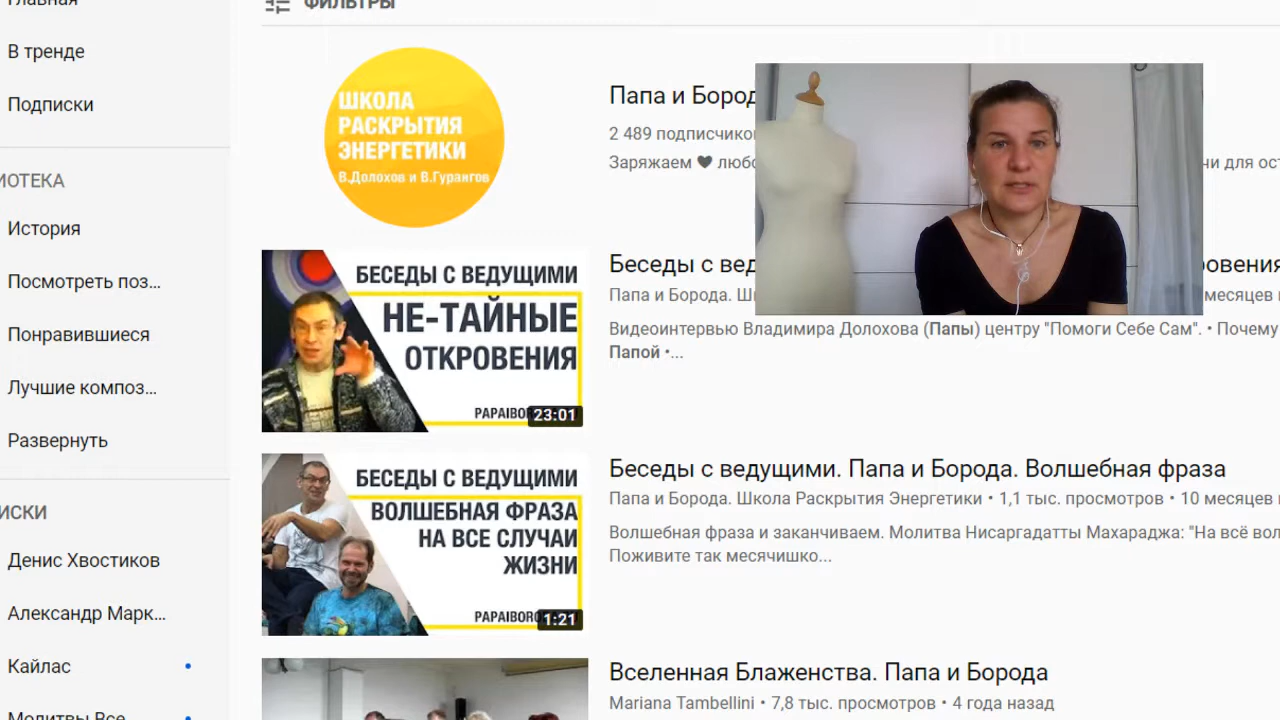 Главная
В тренде
Подписки
ИОТЕКА
История
Посмотреть поз...
Понравившиеся
Лучшие композ...
Развернуть
ИСКИ
Денис Хвостиков
Александр Марк...
Кайлас
Молитвы Все
ФИЛЬТРЫ
ШКОЛА
РАСКРЫТИЯ
ЭНЕРГЕТИКИ
В.Долохов и В.Гурангов
Папа и Бород
2 489 подписчико
Заряжаем ♥ любо
чи для ост
БЕСЕДЫ С ВЕДУЩИМИ
НЕ-ТАЙНЫЕ
ОТКРОВЕНИЯ
PAPAIBOR
23:01
Беседы с вед
овения
Папа и Борода. Ш
месяцев
Видеоинтервью Владимира Долохова (Папы) центру "Помоги Себе Сам". • Почему
Папой •...
БЕСЕДЫ С ВЕДУЩИМИ
ВОЛШЕБНАЯ ФРАЗА
НА ВСЕ СЛУЧАИ
ЖИЗНИ
PAPAIBORO
1:21
Беседы с ведущими. Папа и Борода. Волшебная фраза
Папа и Борода. Школа Раскрытия Энергетики • 1,1 тыс. просмотров • 10 месяцев
Волшебная фраза и заканчиваем. Молитва Нисаргадатты Махараджа: "На всё вол
Поживите так месячишко...
Вселенная Блаженства. Папа и Борода
Mariana Tambellini • 7,8 тыс. просмотров • 4 года назад